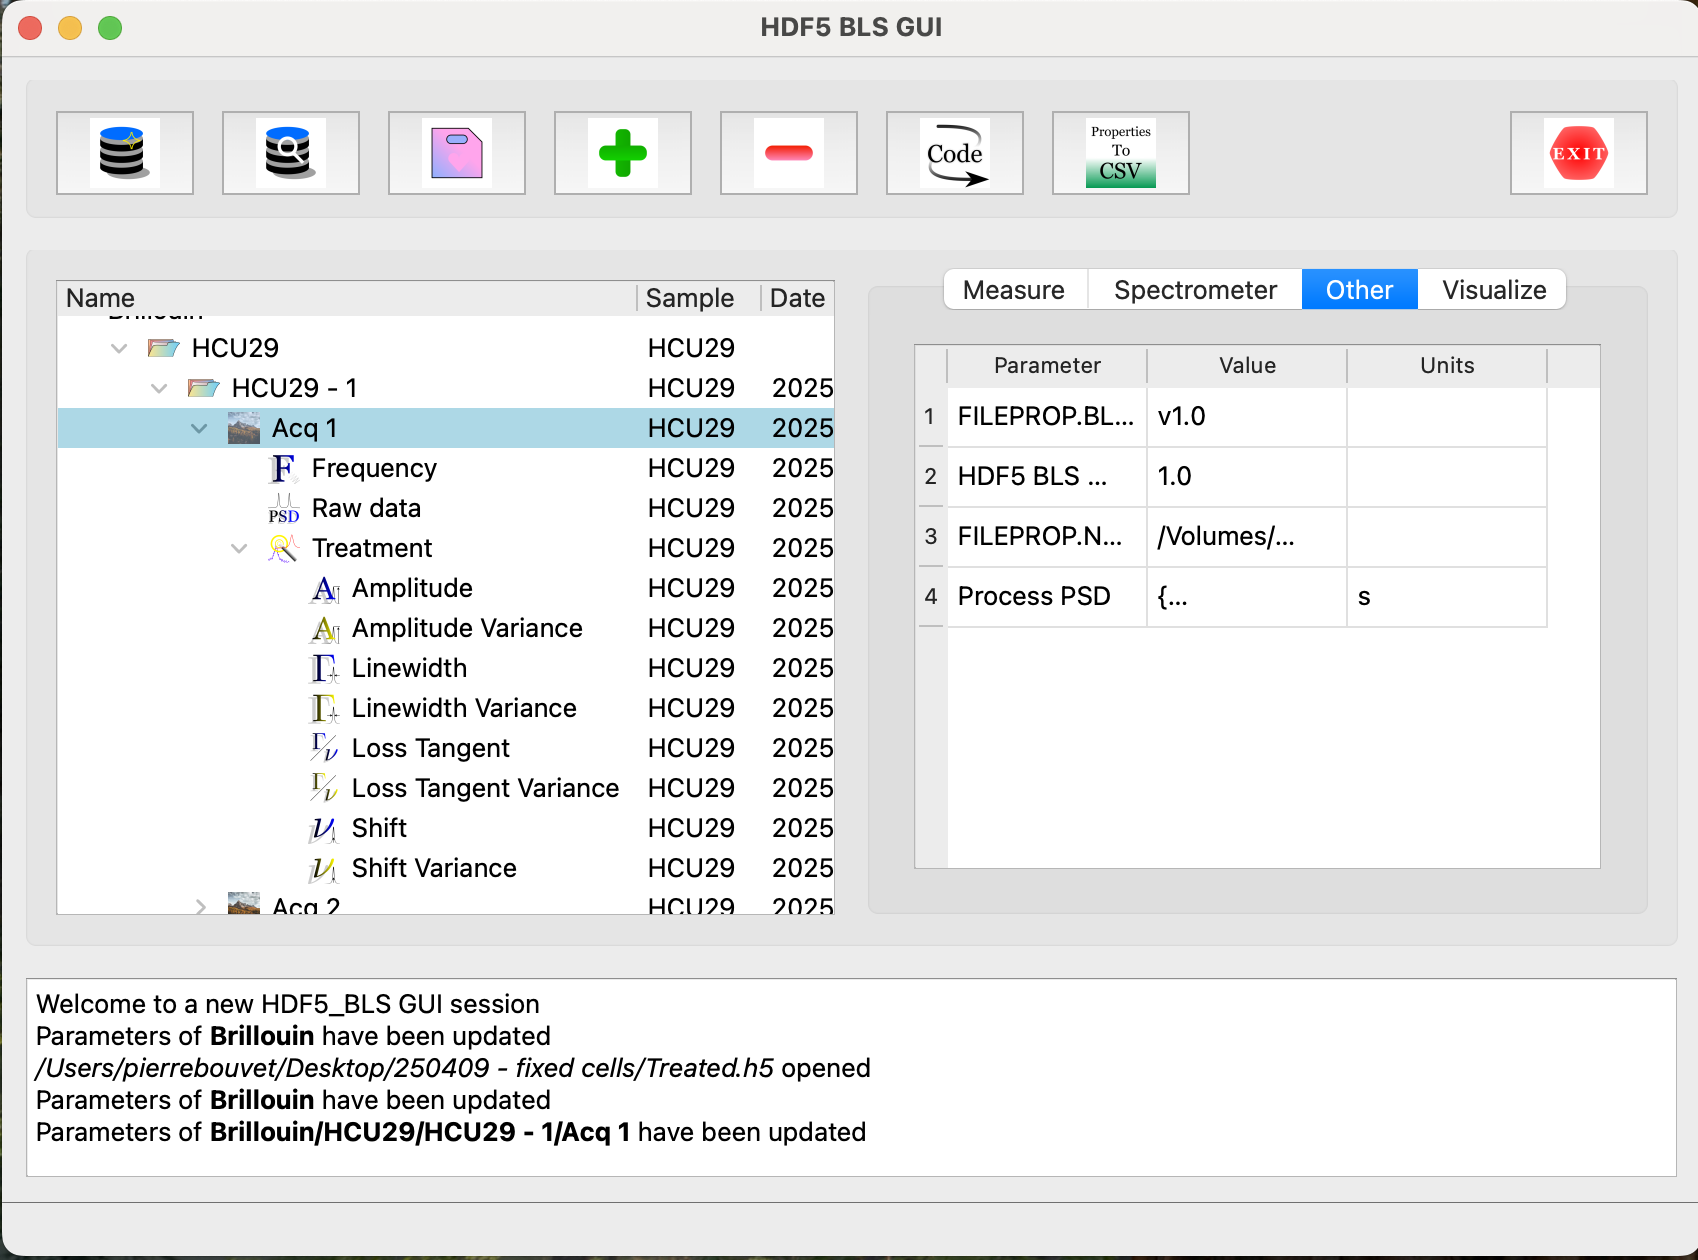 HDF5 BLS GUI
Code
Properties
To
CSV
EXIT
Name Sample Date
Brillouin
HCU29 HCU29
HCU29 - 1 HCU29 2025
Acq 1 HCU29 2025
F Frequency HCU29 2025
PSD Raw data HCU29 2025
Treatment HCU29 2025
A Amplitude HCU29 2025
A Amplitude Variance HCU29 2025
Γ Linewidth HCU29 2025
Γ Linewidth Variance HCU29 2025
Γ/ν Loss Tangent HCU29 2025
Γ/ν Loss Tangent Variance HCU29 2025
ν Shift HCU29 2025
ν Shift Variance HCU29 2025
Acq 2 HCU29 2025
Measure Spectrometer Other Visualize
Parameter Value Units
1 FILEPROP.BL... v1.0
2 HDF5 BLS ... 1.0
3 FILEPROP.N... /Volumes/...
4 Process PSD {... s
Welcome to a new HDF5_BLS GUI session
Parameters of Brillouin have been updated
/Users/pierrebouvet/Desktop/250409 - fixed cells/Treated.h5 opened
Parameters of Brillouin have been updated
Parameters of Brillouin/HCU29/HCU29 - 1/Acq 1 have been updated